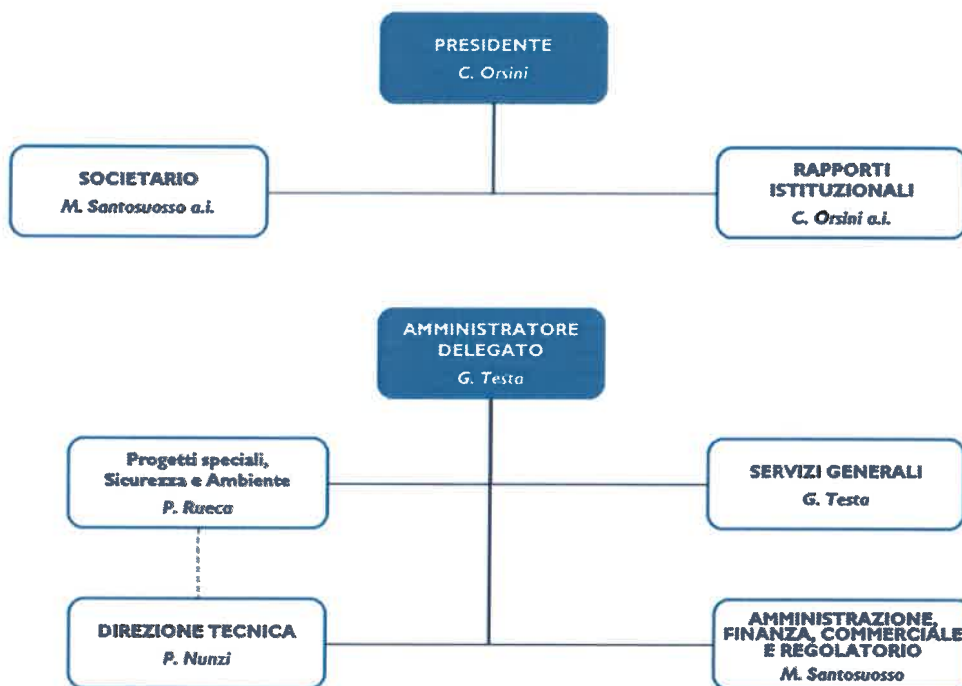 PRESIDENTE
C. Orsini
SOCIETARIO
M. Santosuosso a.i.
RAPPORTI
ISTITUZIONALI
C. Orsini a.i.
AMMINISTRATORE
DELEGATO
G. Testa
Progetti speciali,
Sicurezza e Ambiente
P. Rueca
SERVIZI GENERALI
G. Testa
DIREZIONE TECNICA
P. Nunzi
AMMINISTRAZIONE,
FINANZA, COMMERCIALE
E REGOLATORIO
M. Santosuosso